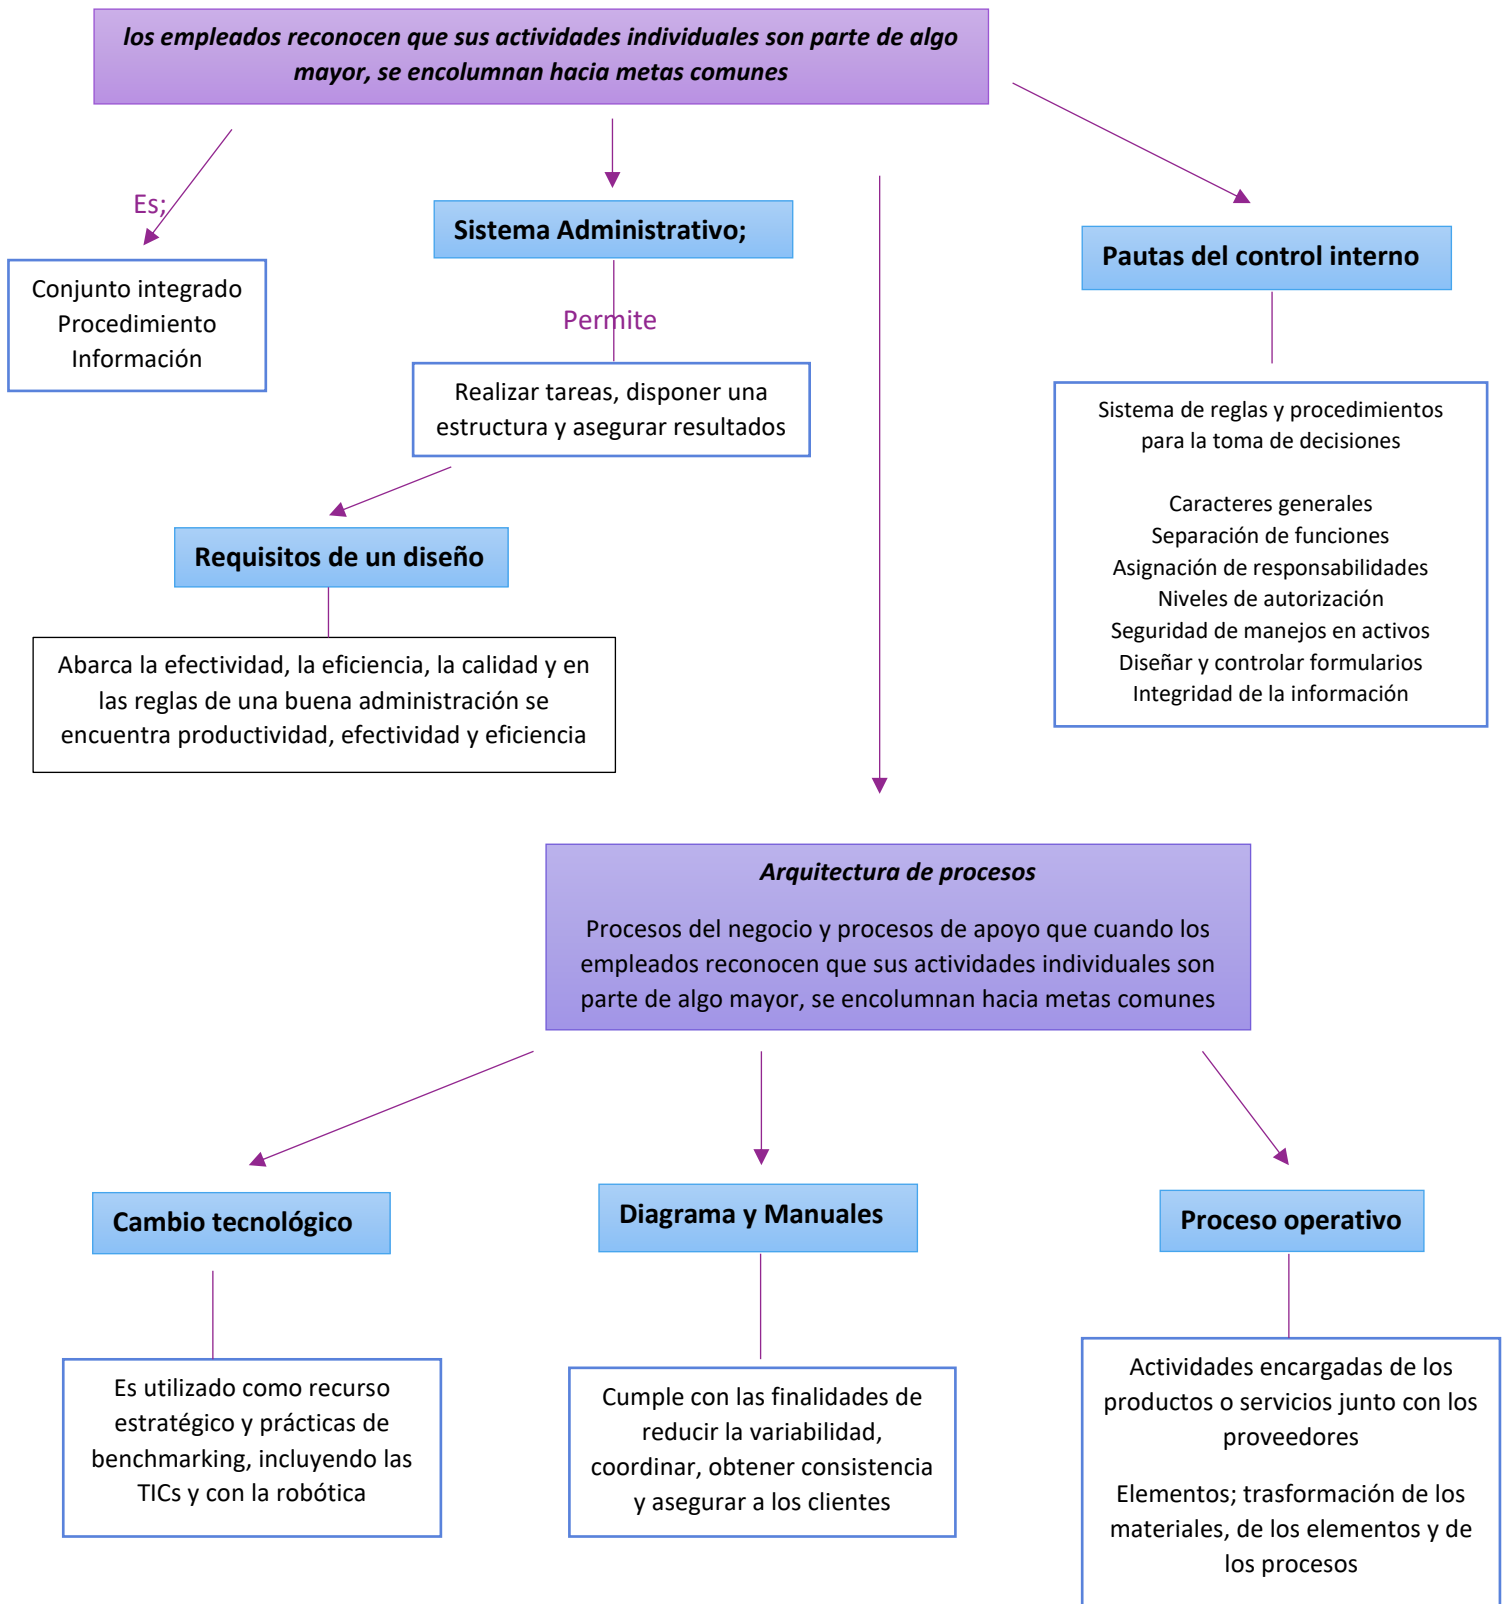 los empleados reconocen que sus actividades individuales son parte de algo
mayor, se encolumnan hacia metas comunes
Es;
Conjunto integrado
Procedimiento
Información
Sistema Administrativo;
Permite
Realizar tareas, disponer una
estructura y asegurar resultados
Requisitos de un diseño
Abarca la efectividad, la eficiencia, la calidad y en
las reglas de una buena administración se
encuentra productividad, efectividad y eficiencia
Pautas del control interno
Sistema de reglas y procedimientos
para la toma de decisiones
Caracteres generales
Separación de funciones
Asignación de responsabilidades
Niveles de autorización
Seguridad de manejos en activos
Diseñar y controlar formularios
Integridad de la información
Arquitectura de procesos
Procesos del negocio y procesos de apoyo que cuando los
empleados reconocen que sus actividades individuales son
parte de algo mayor, se encolumnan hacia metas comunes
Cambio tecnológico
Es utilizado como recurso
estratégico y prácticas de
benchmarking, incluyendo las
TICs y con la robótica
Diagrama y Manuales
Cumple con las finalidades de
reducir la variabilidad,
coordinar, obtener consistencia
y asegurar a los clientes
Proceso operativo
Actividades encargadas de los
productos o servicios junto con los
proveedores
Elementos; trasformación de los
materiales, de los elementos y de
los procesos